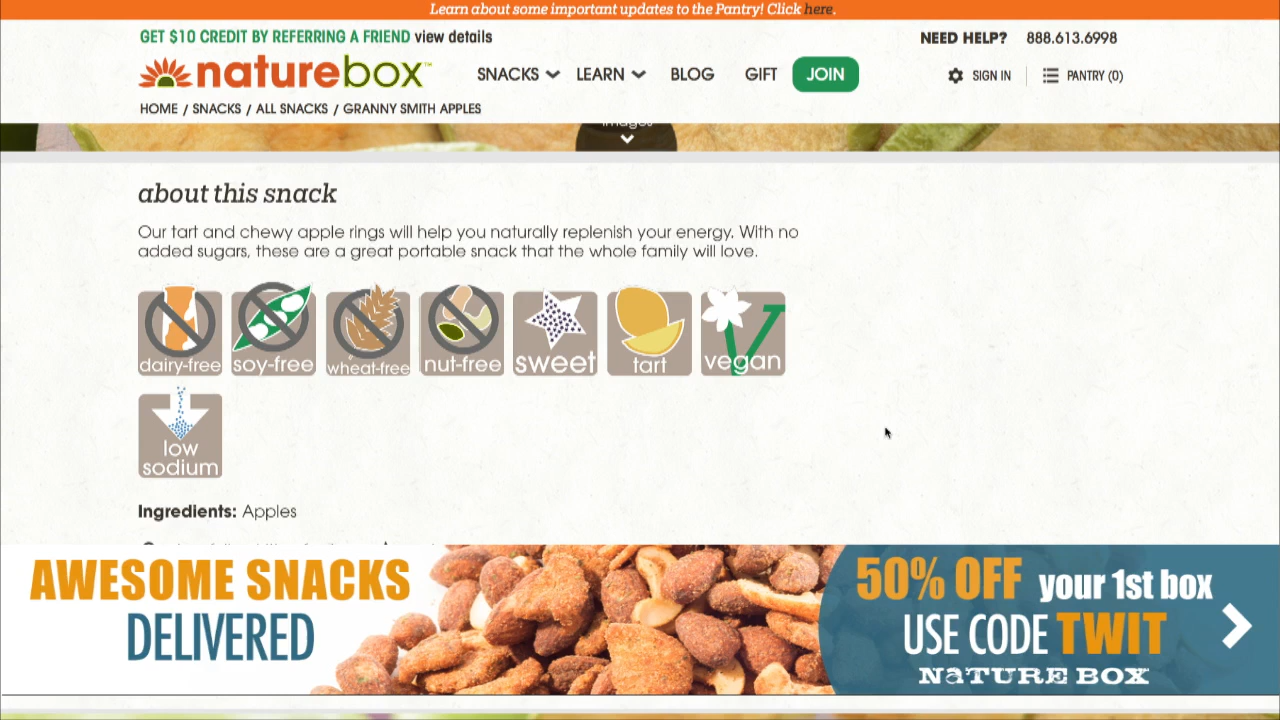 Learn about some important updates to the Pantry! Click here.
GET $10 CREDIT BY REFERRING A FRIEND view details
NEED HELP? 888.613.6998
naturebox™
SNACKS LEARN BLOG GIFT JOIN
SIGN IN PANTRY (0)
HOME / SNACKS / ALL SNACKS / GRANNY SMITH APPLES
images
about this snack
Our tart and chewy apple rings will help you naturally replenish your energy. With no
added sugars, these are a great portable snack that the whole family will love.
dairy-free soy-free wheat-free nut-free sweet tart vegan
low
sodium
Ingredients: Apples
AWESOME SNACKS
DELIVERED
50% OFF your 1st box
USE CODE TWIT
NATURE BOX